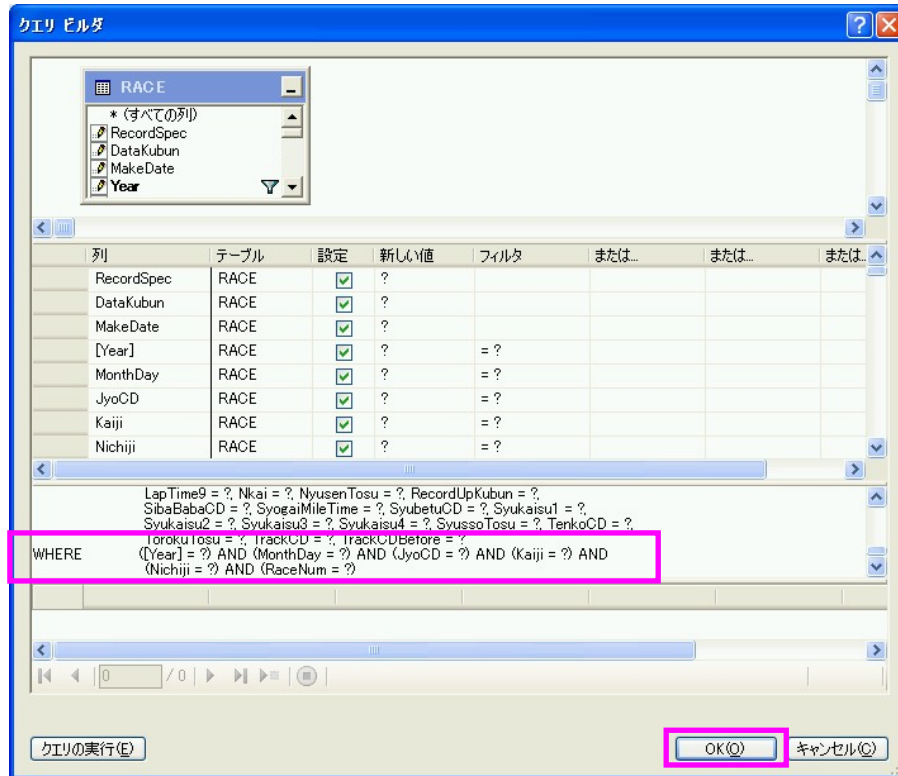 クエリ ビルダ
RACE
* (すべての列)
RecordSpec
DataKubun
MakeDate
Year
列 テーブル 設定 新しい値 フィルタ または... または... または...
RecordSpec RACE ?
DataKubun RACE ?
MakeDate RACE ?
[Year] RACE ? = ?
MonthDay RACE ? = ?
JyoCD RACE ? = ?
Kaiji RACE ? = ?
Nichiji RACE ? = ?
LapTime9 = ?, Nkai = ?, NyusenTosu = ?, RecordUpKubun = ?,
SibaBabaCD = ?, SyogaiMileTime = ?, SyubetuCD = ?, Syukaisu1 = ?,
Syukaisu2 = ?, Syukaisu3 = ?, Syukaisu4 = ?, SyussoTosu = ?, TenkoCD = ?,
TorokuTosu = ?, TrackCD = ?, TrackCDBefore = ?
WHERE ([Year] = ?) AND (MonthDay = ?) AND (JyoCD = ?) AND (Kaiji = ?) AND
(Nichiji = ?) AND (RaceNum = ?)
0 / 0
クエリの実行(E) OK(O) キャンセル(C)